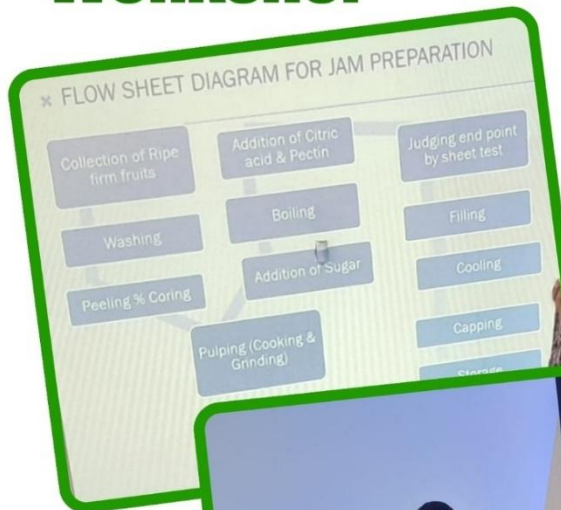 × FLOW SHEET DIAGRAM FOR JAM PREPARATION
Collection of Ripe
firm fruits
Washing
Peeling % Coring
Pulping (Cooking &
Grinding)
Addition of Sugar
Boiling
Addition of Citric
acid & Pectin
Judging end point
by sheet test
Filling
Cooling
Capping
Storage